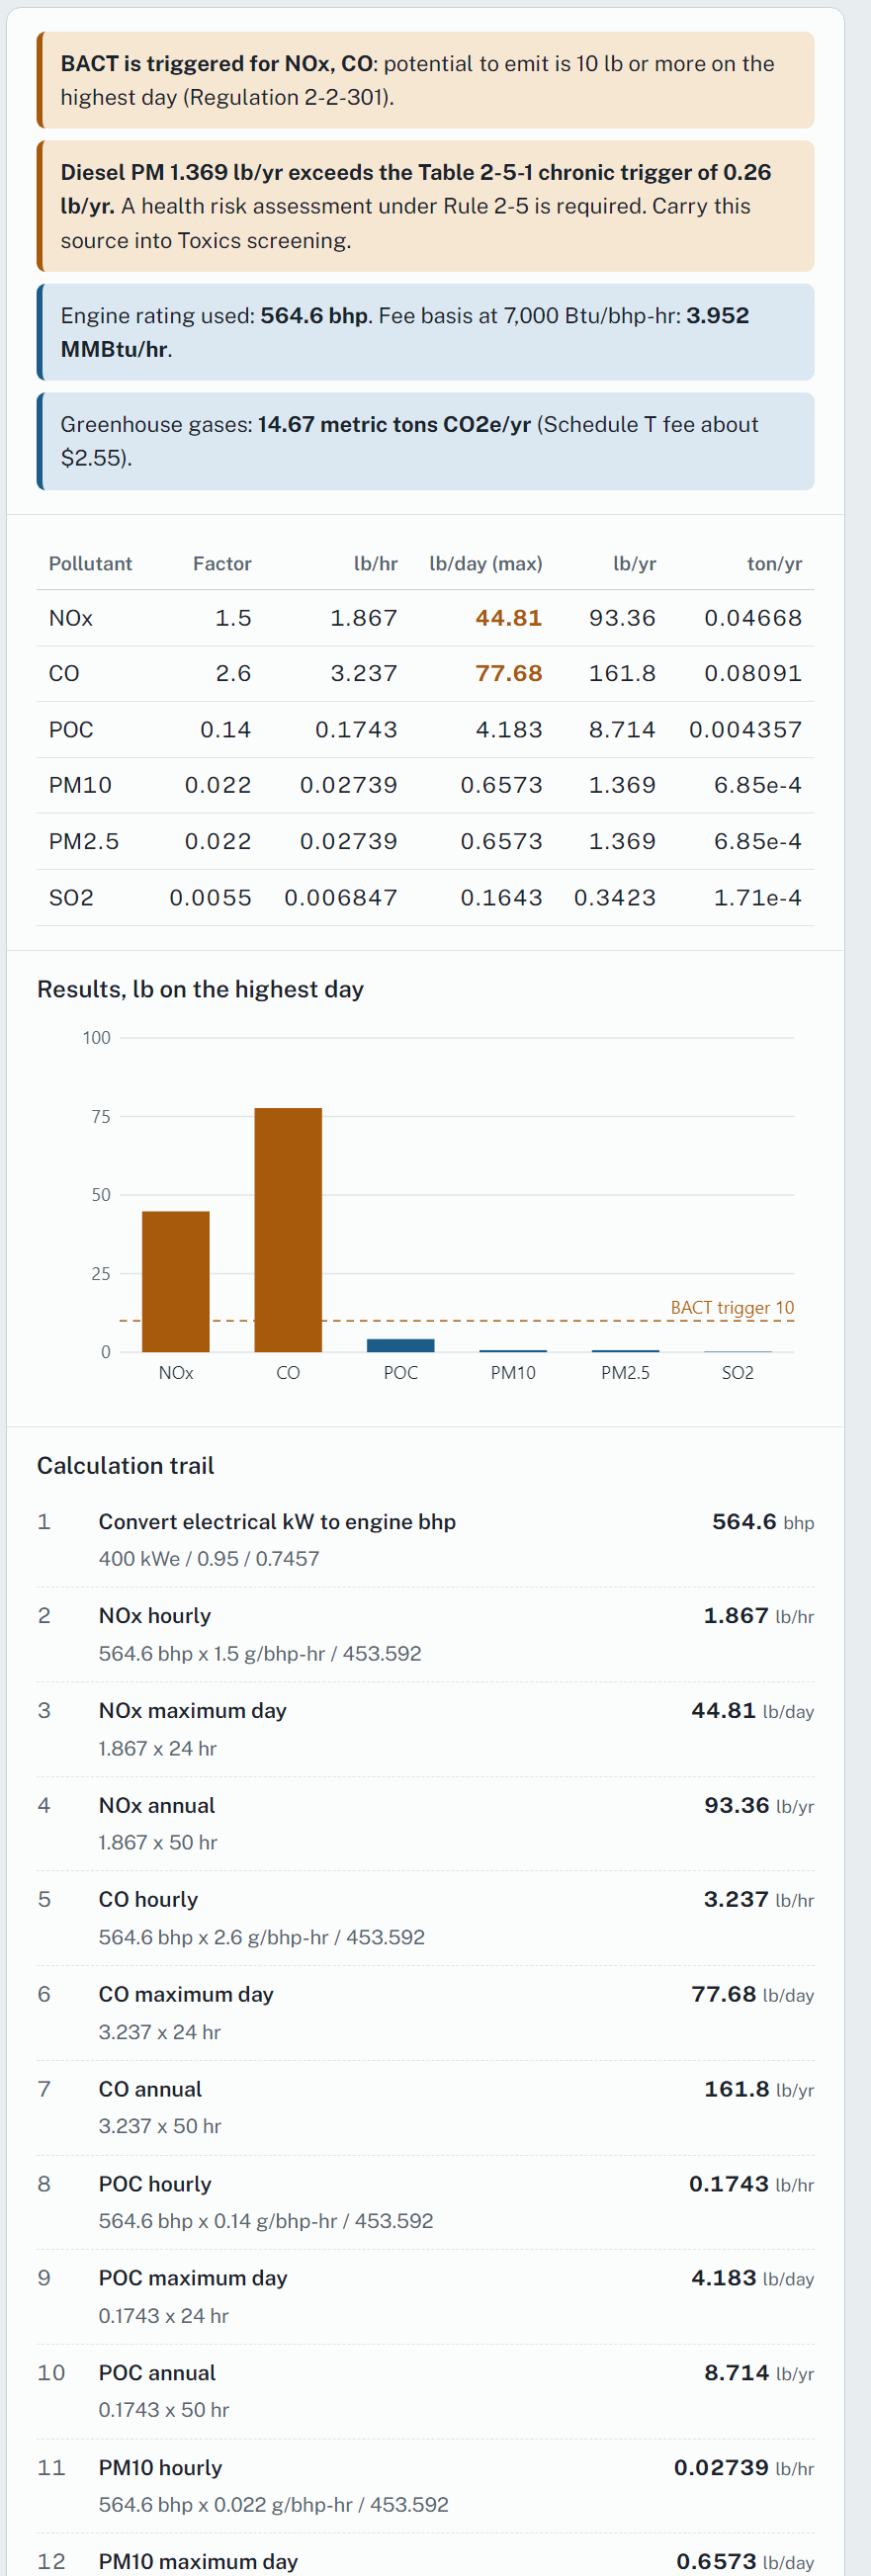 BACT is triggered for NOx, CO: potential to emit is 10 lb or more on the
highest day (Regulation 2-2-301).
Diesel PM 1.369 lb/yr exceeds the Table 2-5-1 chronic trigger of 0.26
lb/yr. A health risk assessment under Rule 2-5 is required. Carry this
source into Toxics screening.
Engine rating used: 564.6 bhp. Fee basis at 7,000 Btu/bhp-hr: 3.952
MMBtu/hr.
Greenhouse gases: 14.67 metric tons CO2e/yr (Schedule T fee about
$2.55).
Pollutant Factor lb/hr lb/day (max) lb/yr ton/yr
NOx 1.5 1.867 44.81 93.36 0.04668
CO 2.6 3.237 77.68 161.8 0.08091
POC 0.14 0.1743 4.183 8.714 0.004357
PM10 0.022 0.02739 0.6573 1.369 6.85e-4
PM2.5 0.022 0.02739 0.6573 1.369 6.85e-4
SO2 0.0055 0.006847 0.1643 0.3423 1.71e-4
Results, lb on the highest day
100
75
50
25
BACT trigger 10
0
NOx CO POC PM10 PM2.5 SO2
Calculation trail
1 Convert electrical kW to engine bhp 564.6 bhp
400 kWe / 0.95 / 0.7457
2 NOx hourly 1.867 lb/hr
564.6 bhp x 1.5 g/bhp-hr / 453.592
3 NOx maximum day 44.81 lb/day
1.867 x 24 hr
4 NOx annual 93.36 lb/yr
1.867 x 50 hr
5 CO hourly 3.237 lb/hr
564.6 bhp x 2.6 g/bhp-hr / 453.592
6 CO maximum day 77.68 lb/day
3.237 x 24 hr
7 CO annual 161.8 lb/yr
3.237 x 50 hr
8 POC hourly 0.1743 lb/hr
564.6 bhp x 0.14 g/bhp-hr / 453.592
9 POC maximum day 4.183 lb/day
0.1743 x 24 hr
10 POC annual 8.714 lb/yr
0.1743 x 50 hr
11 PM10 hourly 0.02739 lb/hr
564.6 bhp x 0.022 g/bhp-hr / 453.592
12 PM10 maximum day 0.6573 lb/day